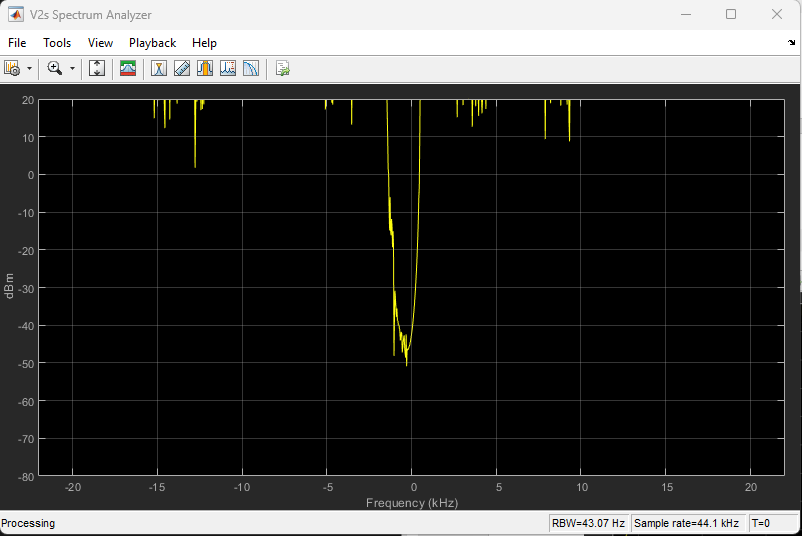 V2s Spectrum Analyzer
File Tools View Playback Help
20
10
0
-10
-20
-30
-40
-50
-60
-70
-80
dBm
-20 -15 -10 -5 0 5 10 15 20
Frequency (kHz)
Processing RBW=43.07 Hz Sample rate=44.1 kHz T=0